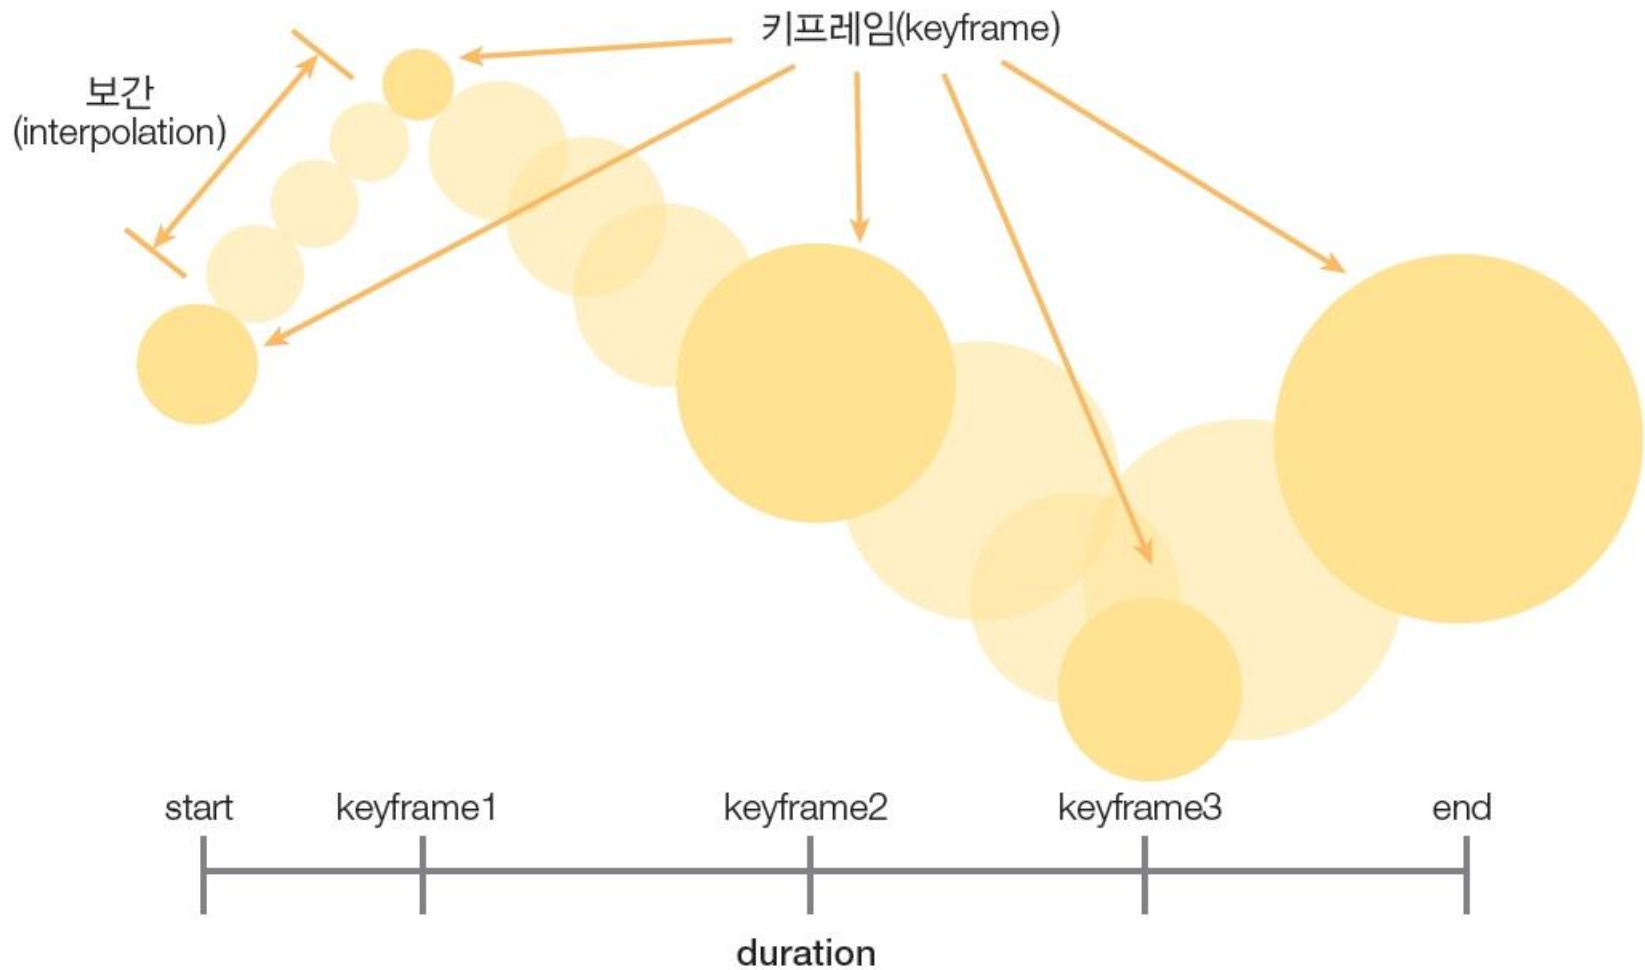 키프레임(keyframe)
보간
(interpolation)
start
keyframe1
keyframe2
keyframe3
end
duration